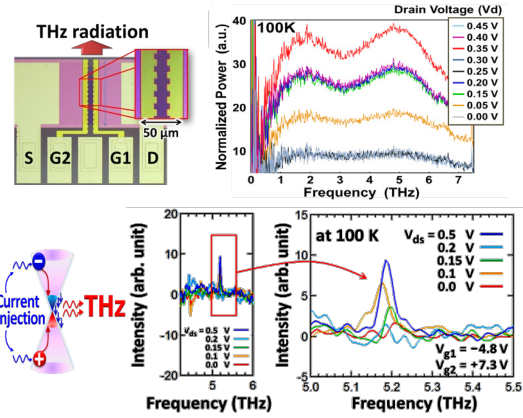 THz radiation
50 µm
S G2 G1 D
100K
Drain Voltage (Vd)
0.45 V
0.40 V
0.35 V
0.30 V
0.25 V
0.20 V
0.15 V
0.05 V
0.00 V
Normalized Power (a.u.)
40
30
20
10
0 1 2 3 4 5 6 7
Frequency (THz)
Current
Injection
THz
Intensity (arb. unit)
20
10
0
-10
-20
Vds = 0.5 V
0.2 V
0.15 V
0.1 V
0.0 V
5 6
Frequency (THz)
Intensity (arb. unit)
15
10
5
0
-5
at 100 K
Vds = 0.5 V
0.2 V
0.15 V
0.1 V
0.0 V
Vg1 = −4.8 V
Vg2 = +7.3 V
5.0 5.1 5.2 5.3 5.4 5.5
Frequency (THz)